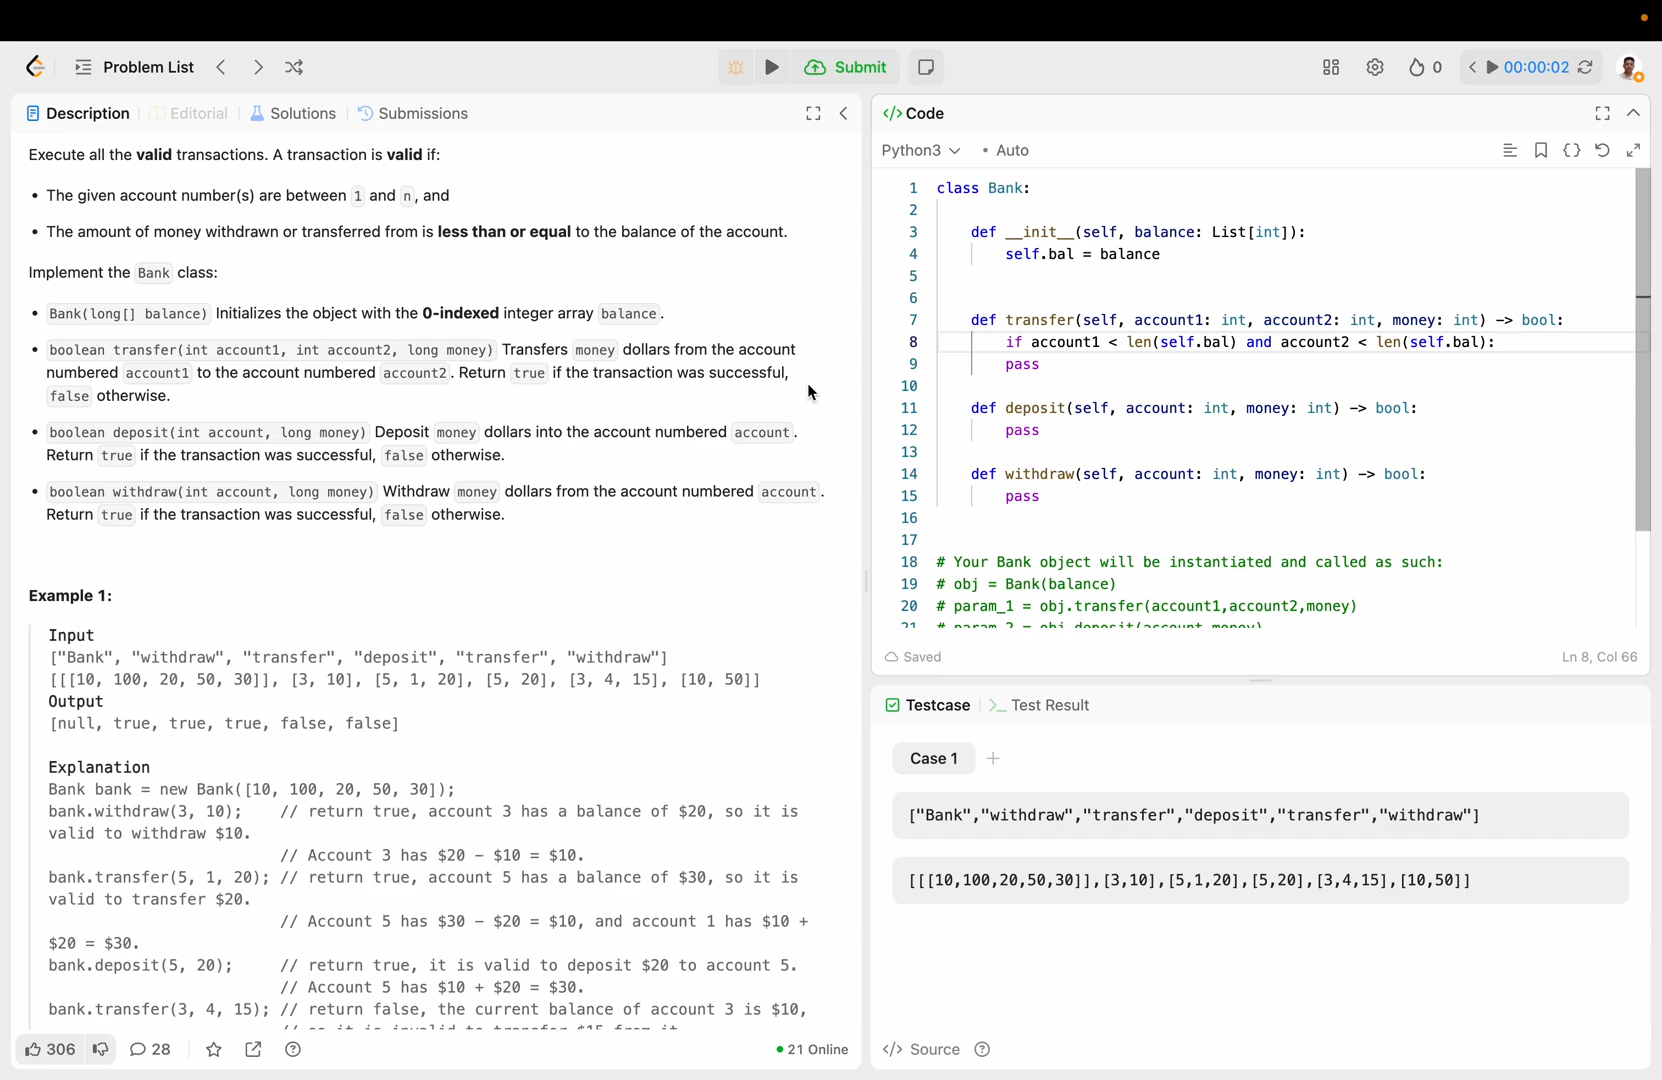 Problem List
Submit
0
00:00:02
Description
Editorial
Solutions
Submissions
Execute all the valid transactions. A transaction is valid if:
• The given account number(s) are between 1 and n, and
• The amount of money withdrawn or transferred from is less than or equal to the balance of the account.
Implement the Bank class:
• Bank(long[] balance) Initializes the object with the 0-indexed integer array balance.
• boolean transfer(int account1, int account2, long money) Transfers money dollars from the account
numbered account1 to the account numbered account2. Return true if the transaction was successful,
false otherwise.
• boolean deposit(int account, long money) Deposit money dollars into the account numbered account.
Return true if the transaction was successful, false otherwise.
• boolean withdraw(int account, long money) Withdraw money dollars from the account numbered account.
Return true if the transaction was successful, false otherwise.
Example 1:
Input
["Bank", "withdraw", "transfer", "deposit", "transfer", "withdraw"]
[[[10, 100, 20, 50, 30]], [3, 10], [5, 1, 20], [5, 20], [3, 4, 15], [10, 50]]
Output
[null, true, true, true, false, false]
Explanation
Bank bank = new Bank([10, 100, 20, 50, 30]);
bank.withdraw(3, 10);    // return true, account 3 has a balance of $20, so it is
valid to withdraw $10.
// Account 3 has $20 - $10 = $10.
bank.transfer(5, 1, 20); // return true, account 5 has a balance of $30, so it is
valid to transfer $20.
// Account 5 has $30 - $20 = $10, and account 1 has $10 +
$20 = $30.
bank.deposit(5, 20);     // return true, it is valid to deposit $20 to account 5.
// Account 5 has $10 + $20 = $30.
bank.transfer(3, 4, 15); // return false, the current balance of account 3 is $10,
// so it is invalid to transfer $15 from it
306
28
21 Online
</> Code
Python3
• Auto
1 class Bank:
2
3 def __init__(self, balance: List[int]):
4 self.bal = balance
5
6
7 def transfer(self, account1: int, account2: int, money: int) -> bool:
8 if account1 < len(self.bal) and account2 < len(self.bal):
9 pass
10
11 def deposit(self, account: int, money: int) -> bool:
12 pass
13
14 def withdraw(self, account: int, money: int) -> bool:
15 pass
16
17
18 # Your Bank object will be instantiated and called as such:
19 # obj = Bank(balance)
20 # param_1 = obj.transfer(account1,account2,money)
21 # param_2 = obj.deposit(account,money)
Saved
Ln 8, Col 66
Testcase
Test Result
Case 1
["Bank","withdraw","transfer","deposit","transfer","withdraw"]
[[[10,100,20,50,30]],[3,10],[5,1,20],[5,20],[3,4,15],[10,50]]
</> Source